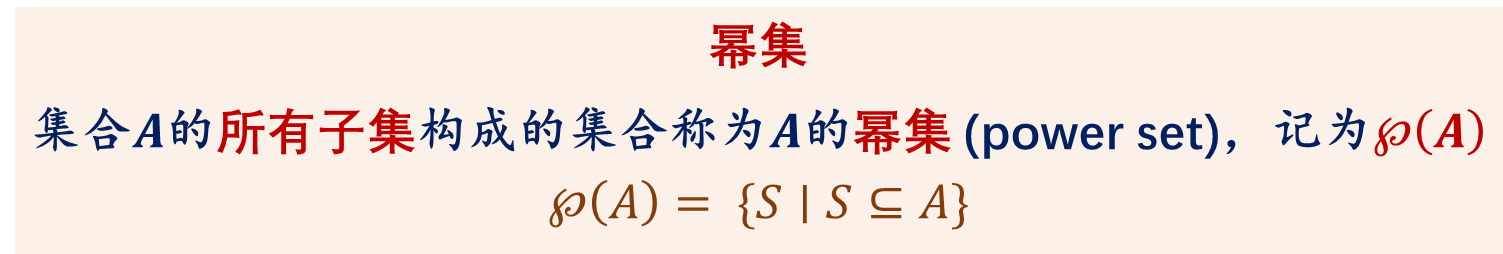 幂集
集合A的所有子集构成的集合称为A的幂集 (power set)，记为℘(A)
℘(A) = {S | S ⊆ A}